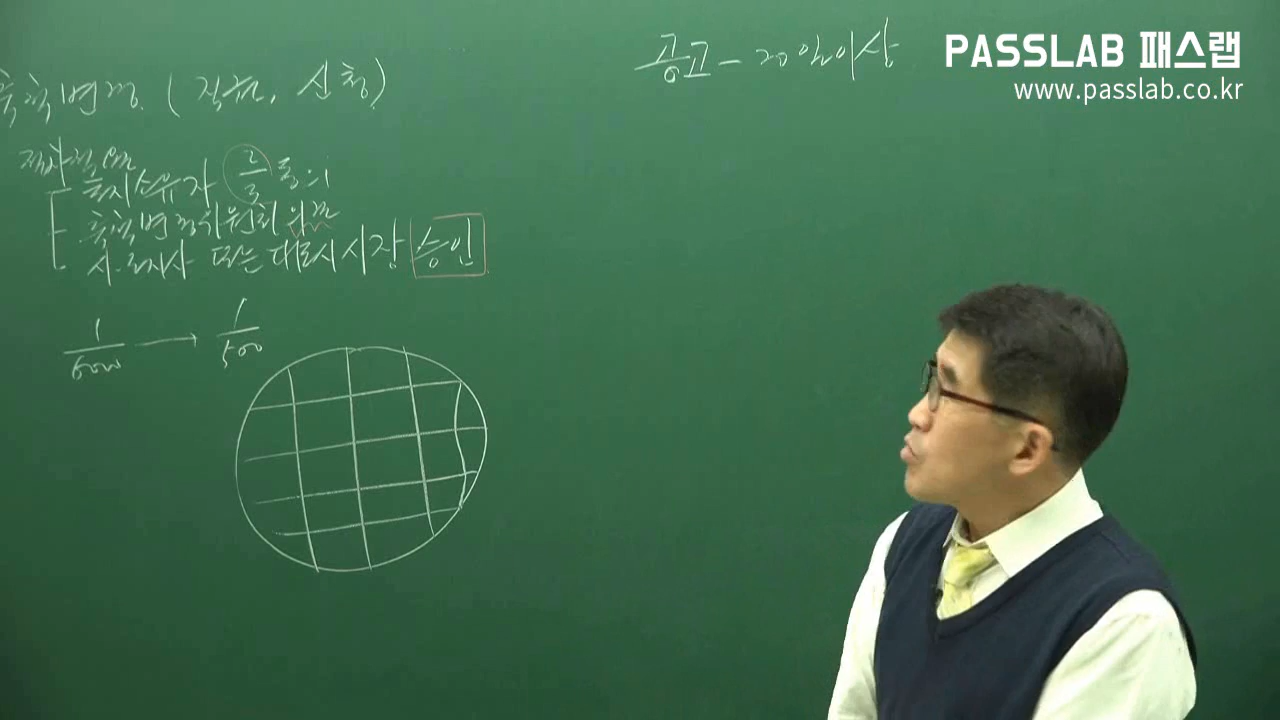 축척변경 (직권, 신청)
토지소유자 2/3 동의
축척변경위원회 의결
시.도지사 또는 대도시 시장 승인
1/6000 → 1/500
공고 - 20일 이상
PASSLAB 패스랩
www.passlab.co.kr